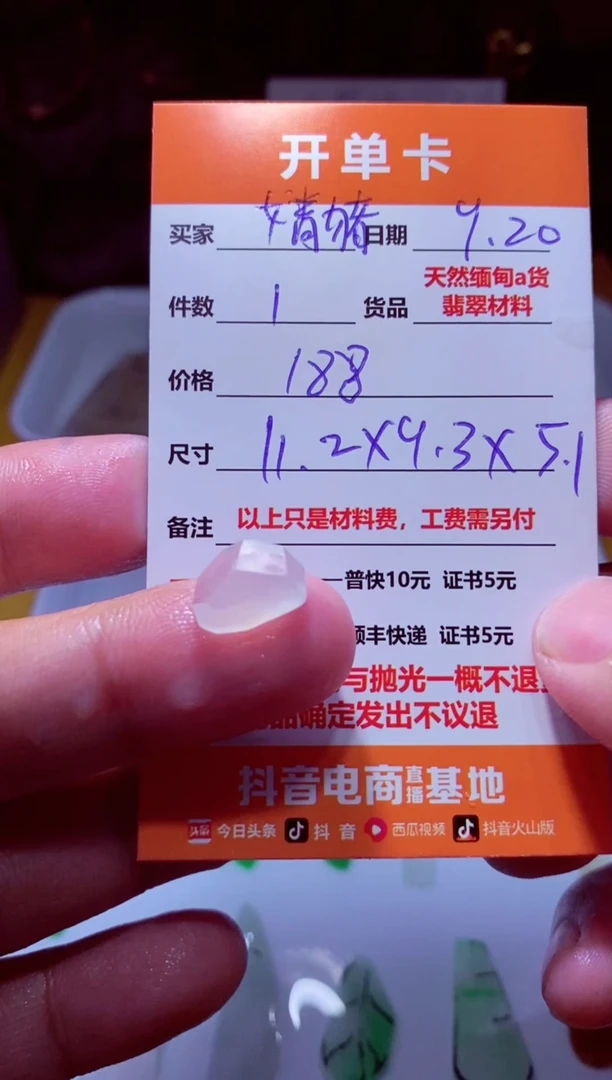 开单卡
买家 婧猪 日期 9.20
件数 1 货品 天然缅甸a货
翡翠材料
价格 188
尺寸 11.2X9.3X5.1
备注 以上只是材料费，工费需另付
普快10元 证书5元
顺丰快递 证书5元
与抛光一概不退
确定发出不议退
抖音电商直播基地
头条 今日头条 抖音 西瓜视频 抖音火山版